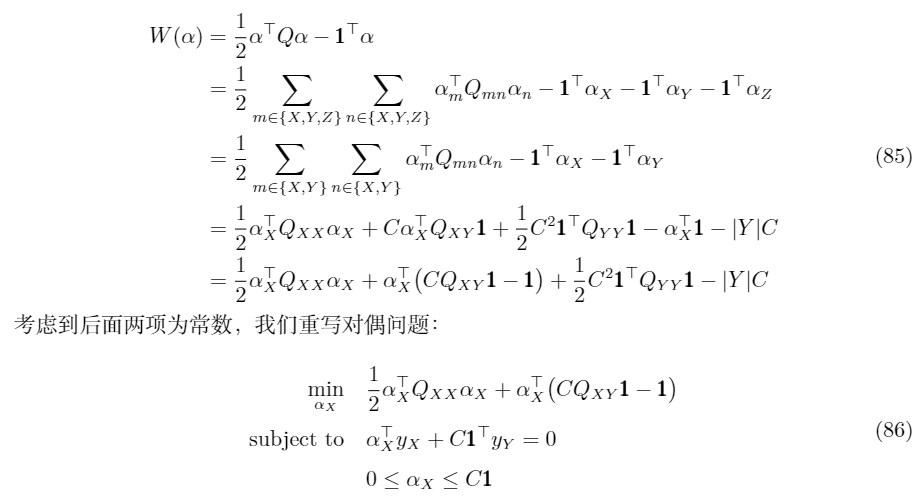 W(α) = 1/2 α^⊤Qα − 𝟏^⊤α
= 1/2 ∑_{m∈{X,Y,Z}} ∑_{n∈{X,Y,Z}} α_m^⊤ Q_{mn} α_n − 𝟏^⊤α_X − 𝟏^⊤α_Y − 𝟏^⊤α_Z
= 1/2 ∑_{m∈{X,Y}} ∑_{n∈{X,Y}} α_m^⊤ Q_{mn} α_n − 𝟏^⊤α_X − 𝟏^⊤α_Y (85)
= 1/2 α_X^⊤ Q_{XX} α_X + Cα_X^⊤ Q_{XY} 𝟏 + 1/2 C^2 𝟏^⊤ Q_{YY} 𝟏 − α_X^⊤ 𝟏 − |Y|C
= 1/2 α_X^⊤ Q_{XX} α_X + α_X^⊤ (CQ_{XY} 𝟏 − 𝟏) + 1/2 C^2 𝟏^⊤ Q_{YY} 𝟏 − |Y|C
考虑到后面两项为常数，我们重写对偶问题：
min_{α_X} 1/2 α_X^⊤ Q_{XX} α_X + α_X^⊤ (CQ_{XY} 𝟏 − 𝟏)
subject to α_X^⊤ y_X + C𝟏^⊤ y_Y = 0 (86)
0 ≤ α_X ≤ C𝟏